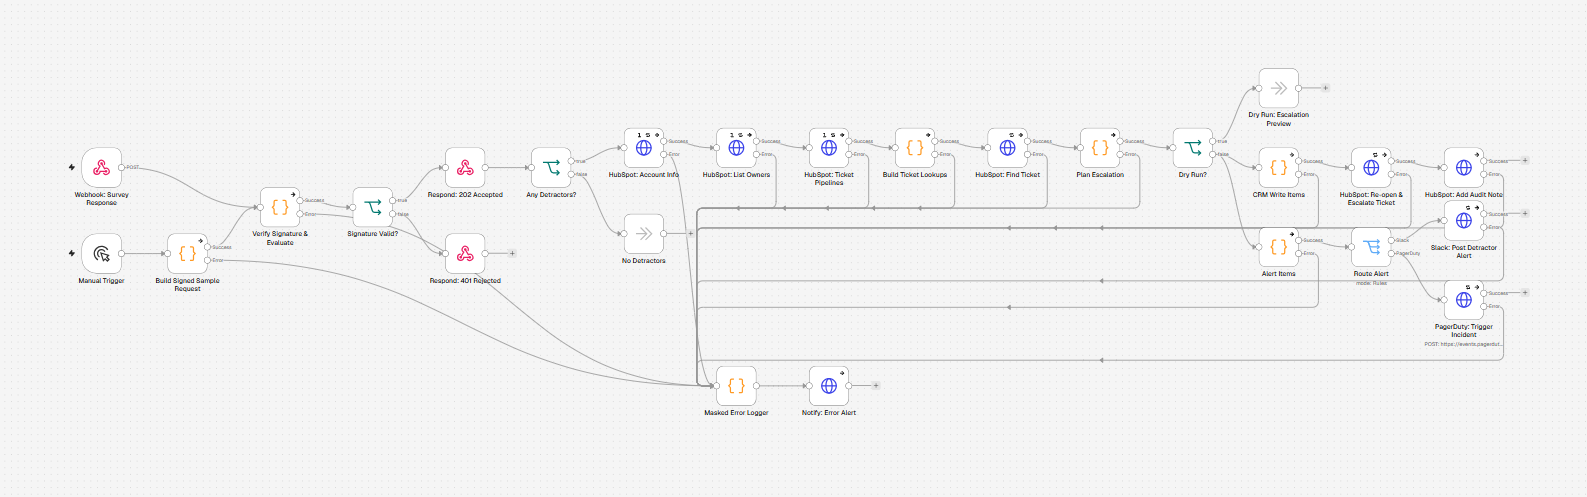 Dry Run: Escalation
Preview
1
1
1
Success
Error
Success
Error
Success
Error
Success
Error
Success
Error
Success
Error
true
false
HubSpot: Account Info
HubSpot: List Owners
HubSpot: Ticket
Pipelines
Build Ticket Lookups
HubSpot: Find Ticket
Plan Escalation
Dry Run?
POST
Webhook: Survey
Response
Respond: 202 Accepted
true
false
Any Detractors?
Success
Error
CRM Write Items
Success
Error
HubSpot: Re-open &
Escalate Ticket
Success
Error
HubSpot: Add Audit Note
Success
Error
Verify Signature &
Evaluate
true
false
Signature Valid?
Success
Error
Slack: Post Detractor
Alert
Manual Trigger
Success
Error
Build Signed Sample
Request
Respond: 401 Rejected
No Detractors
Success
Error
Alert Items
Slack
PagerDuty
Route Alert
mode: Rules
Success
Error
PagerDuty: Trigger
Incident
POST: https://events.pagerdut...
Masked Error Logger
Notify: Error Alert